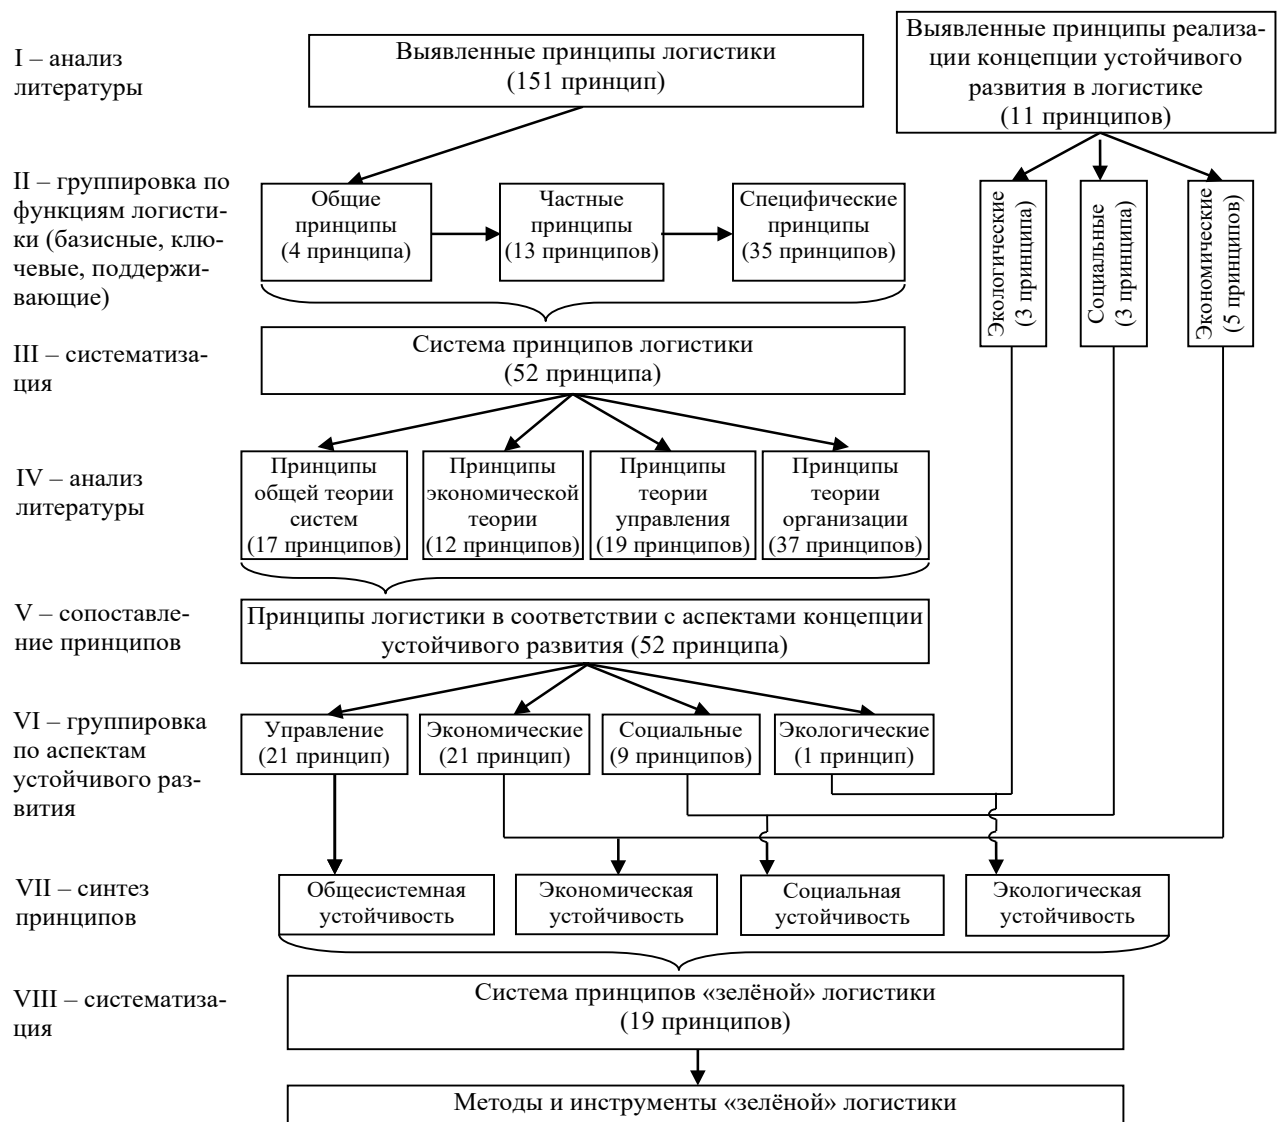 I – анализ
литературы
Выявленные принципы логистики
(151 принцип)
Выявленные принципы реализа-
ции концепции устойчивого
развития в логистике
(11 принципов)
II – группировка по
функциям логисти-
ки (базисные, клю-
чевые, поддержи-
вающие)
Общие
принципы
(4 принципа)
Частные
принципы
(13 принципов)
Специфические
принципы
(35 принципов)
Экологические
(3 принципа)
Социальные
(3 принципа)
Экономические
(5 принципов)
III – систематиза-
ция
Система принципов логистики
(52 принципа)
IV – анализ
литературы
Принципы
общей теории
систем
(17 принципов)
Принципы
экономической
теории
(12 принципов)
Принципы
теории
управления
(19 принципов)
Принципы
теории
организации
(37 принципов)
V – сопоставле-
ние принципов
Принципы логистики в соответствии с аспектами концепции
устойчивого развития (52 принципа)
VI – группировка
по аспектам
устойчивого раз-
вития
Управление
(21 принцип)
Экономические
(21 принцип)
Социальные
(9 принципов)
Экологические
(1 принцип)
VII – синтез
принципов
Общесистемная
устойчивость
Экономическая
устойчивость
Социальная
устойчивость
Экологическая
устойчивость
VIII – систематиза-
ция
Система принципов «зелёной» логистики
(19 принципов)
Методы и инструменты «зелёной» логистики